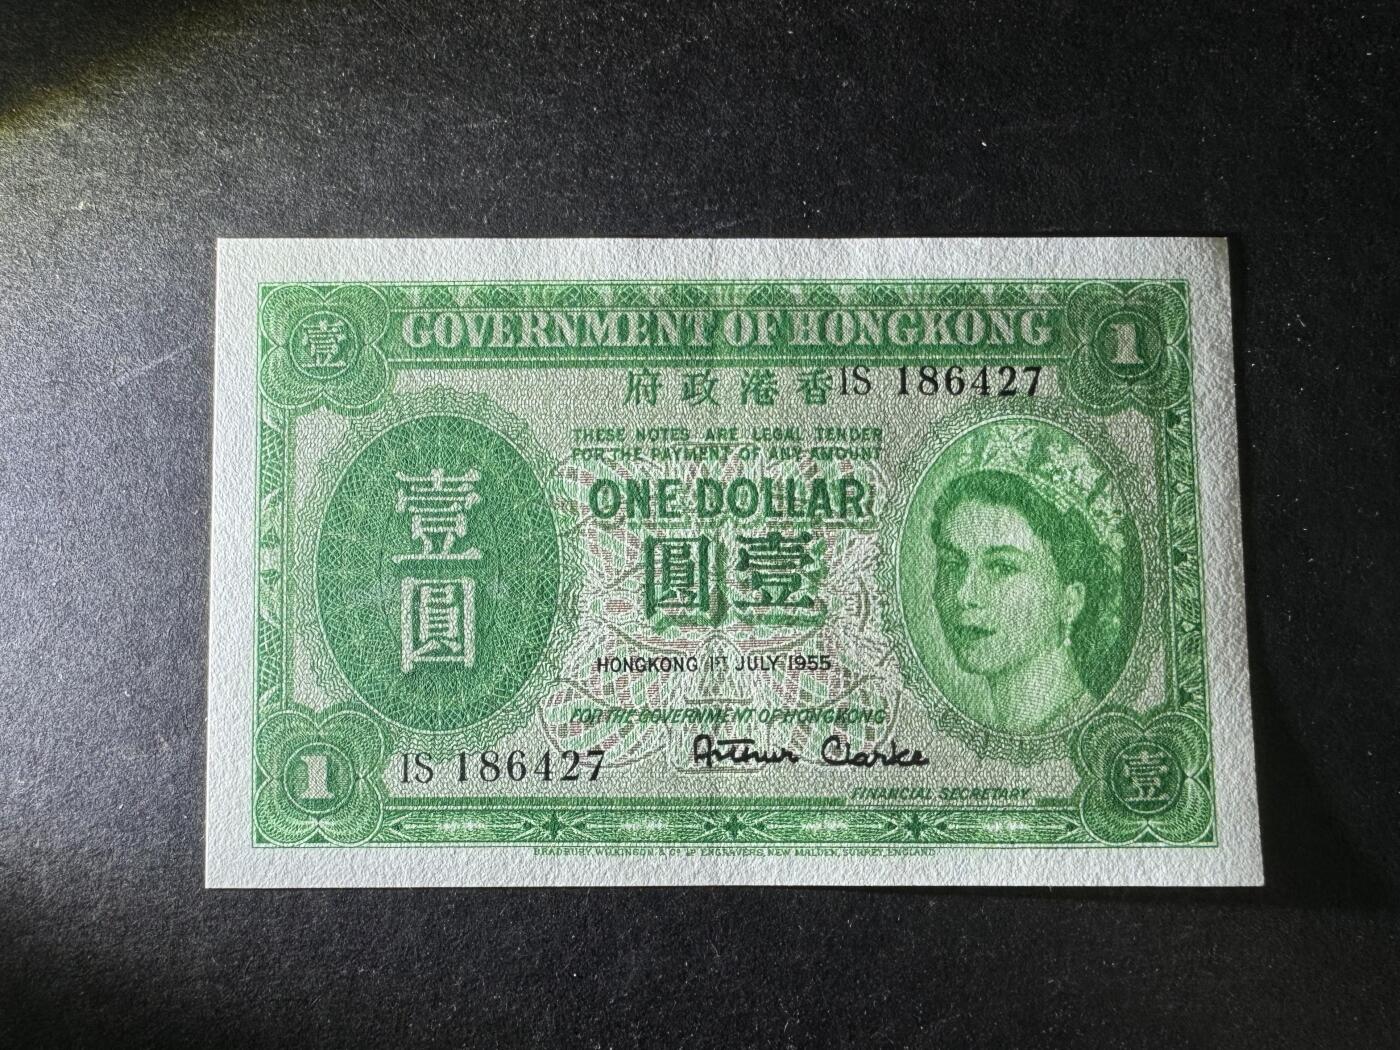 壹
GOVERNMENT OF HONGKONG
1
府政港香
IS 186427
THESE NOTES ARE LEGAL TENDER
FOR THE PAYMENT OF ANY AMOUNT
ONE DOLLAR
圓壹
壹
圓
HONGKONG 1ST JULY 1955
FOR THE GOVERNMENT OF HONGKONG
IS 186427
Arthur Clarke
FINANCIAL SECRETARY
1
壹
BRADBURY, WILKINSON & Co. LD ENGRAVERS, NEW MALDEN, SURREY, ENGLAND